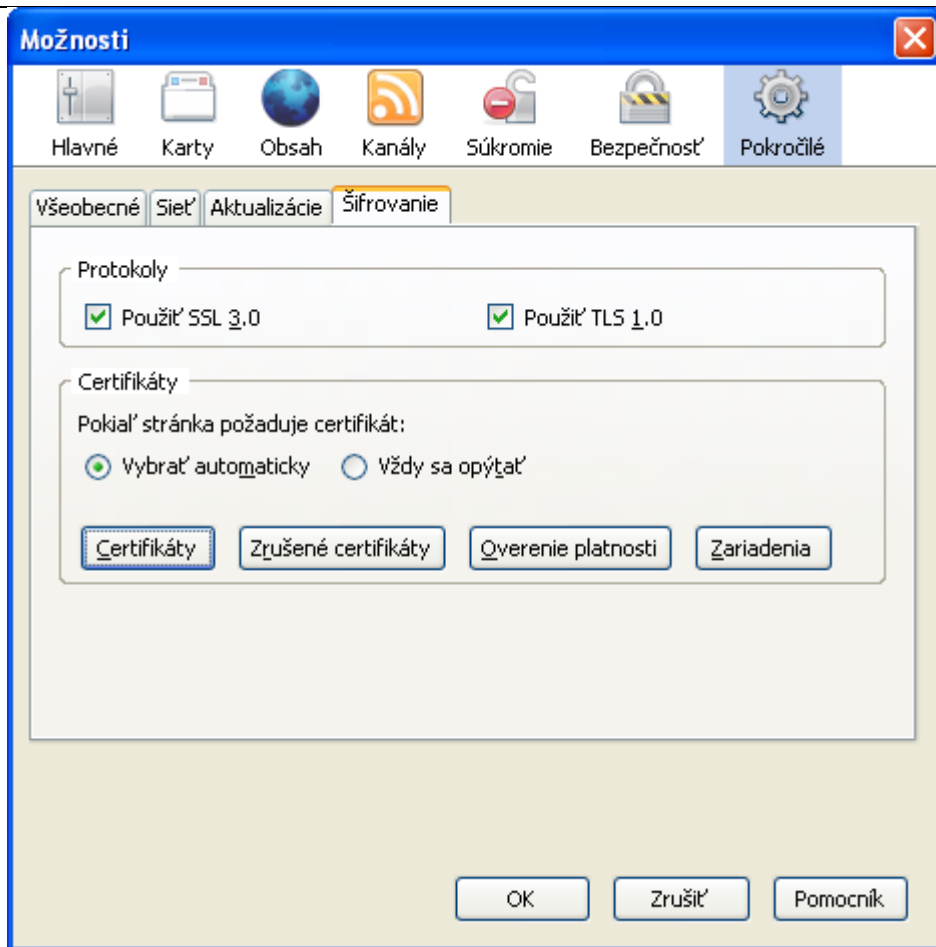 Možnosti
Hlavné Karty Obsah Kanály Súkromie Bezpečnosť Pokročilé
Všeobecné Sieť Aktualizácie Šifrovanie
Protokoly
Použiť SSL 3.0 Použiť TLS 1.0
Certifikáty
Pokiaľ stránka požaduje certifikát:
Vybrať automaticky Vždy sa opýtať
Certifikáty Zrušené certifikáty Overenie platnosti Zariadenia
OK Zrušiť Pomocník